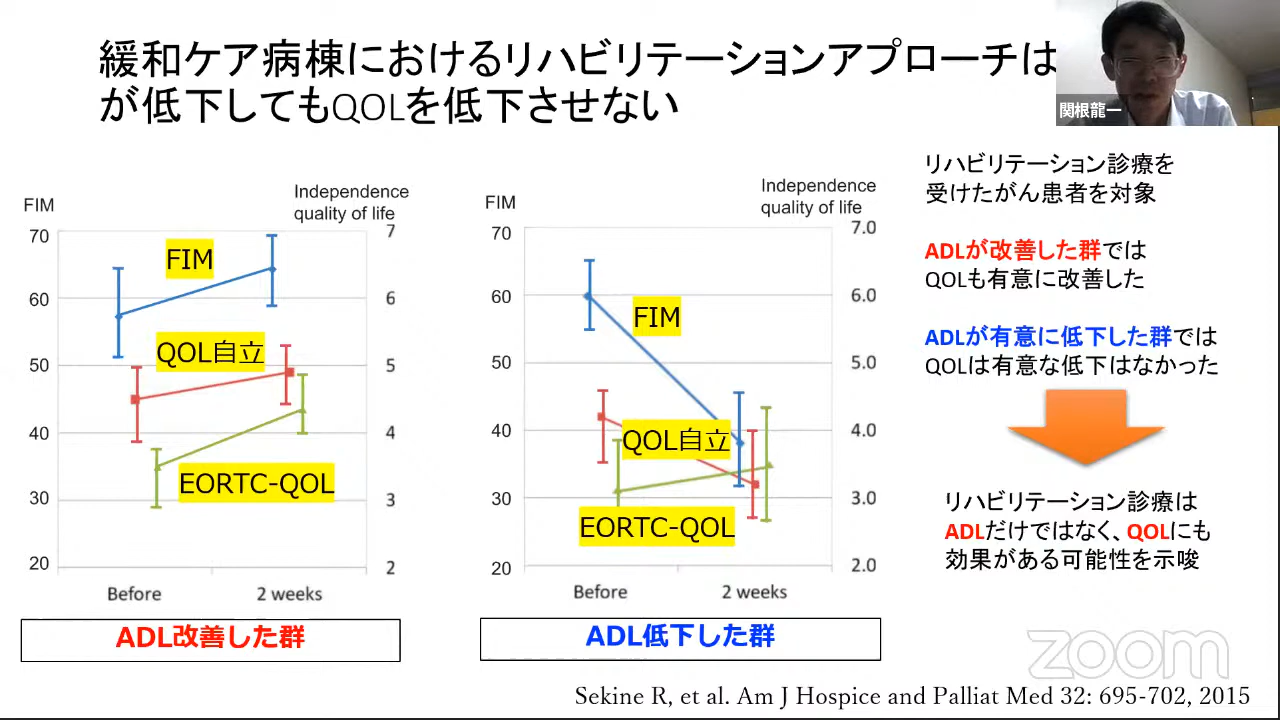 緩和ケア病棟におけるリハビリテーションアプローチは
が低下してもQOLを低下させない
関根龍一
FIM
Independence
quality of life
70
60
50
40
30
20
7
6
5
4
3
2
FIM
QOL自立
EORTC-QOL
Before
2 weeks
ADL改善した群
FIM
Independence
quality of life
70
60
50
40
30
20
7.0
6.0
5.0
4.0
3.0
2.0
FIM
QOL自立
EORTC-QOL
Before
2 weeks
ADL低下した群
リハビリテーション診療を
受けたがん患者を対象
ADLが改善した群では
QOLも有意に改善した
ADLが有意に低下した群では
QOLは有意な低下はなかった
リハビリテーション診療は
ADLだけではなく、QOLにも
効果がある可能性を示唆
zoom
Sekine R, et al. Am J Hospice and Palliat Med 32: 695-702, 2015